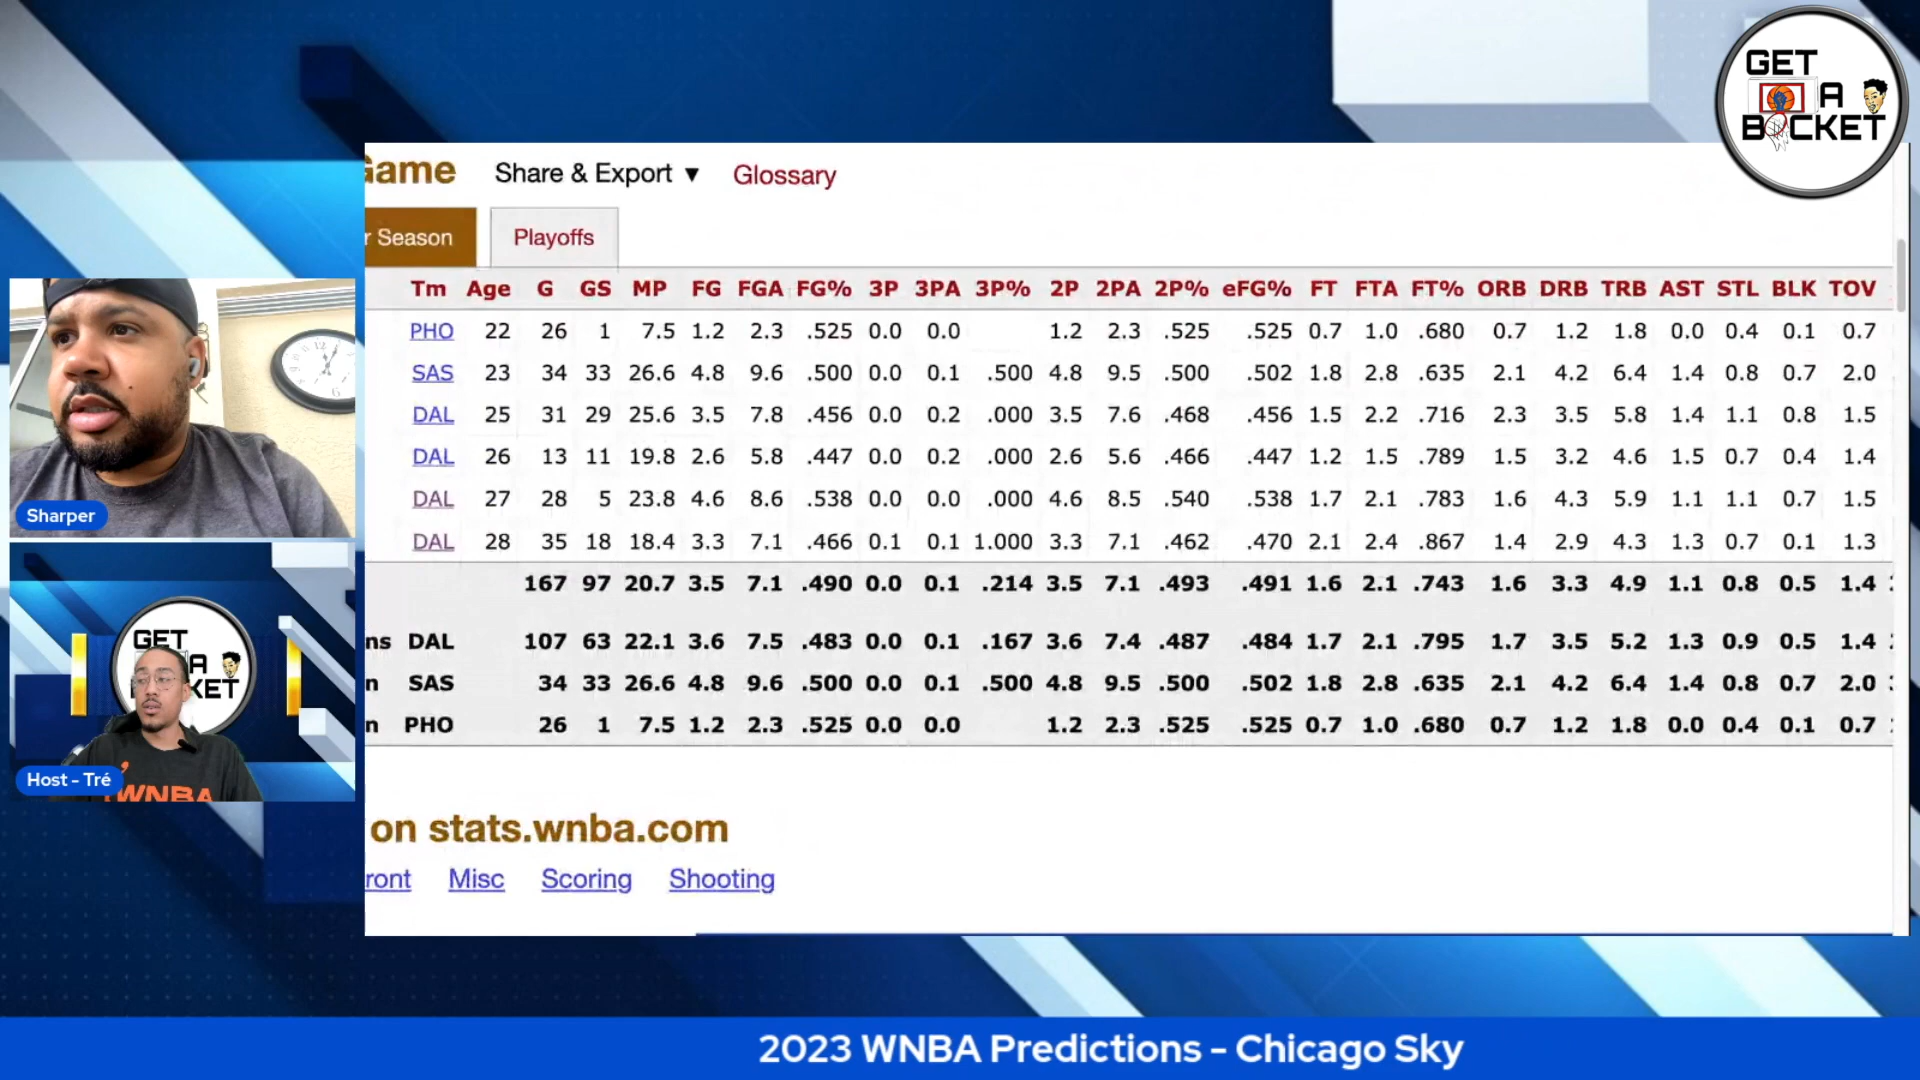 GET
A
BUCKET
Game Share & Export ▼ Glossary
r Season Playoffs
Tm Age G GS MP FG FGA FG% 3P 3PA 3P% 2P 2PA 2P% eFG% FT FTA FT% ORB DRB TRB AST STL BLK TOV
PHO 22 26 1 7.5 1.2 2.3 .525 0.0 0.0 1.2 2.3 .525 .525 0.7 1.0 .680 0.7 1.2 1.8 0.0 0.4 0.1 0.7
SAS 23 34 33 26.6 4.8 9.6 .500 0.0 0.1 .500 4.8 9.5 .500 .502 1.8 2.8 .635 2.1 4.2 6.4 1.4 0.8 0.7 2.0
DAL 25 31 29 25.6 3.5 7.8 .456 0.0 0.2 .000 3.5 7.6 .468 .456 1.5 2.2 .716 2.3 3.5 5.8 1.4 1.1 0.8 1.5
DAL 26 13 11 19.8 2.6 5.8 .447 0.0 0.2 .000 2.6 5.6 .466 .447 1.2 1.5 .789 1.5 3.2 4.6 1.5 0.7 0.4 1.4
DAL 27 28 5 23.8 4.6 8.6 .538 0.0 0.0 .000 4.6 8.5 .540 .538 1.7 2.1 .783 1.6 4.3 5.9 1.1 1.1 0.7 1.5
DAL 28 35 18 18.4 3.3 7.1 .466 0.1 0.1 1.000 3.3 7.1 .462 .470 2.1 2.4 .867 1.4 2.9 4.3 1.3 0.7 0.1 1.3
167 97 20.7 3.5 7.1 .490 0.0 0.1 .214 3.5 7.1 .493 .491 1.6 2.1 .743 1.6 3.3 4.9 1.1 0.8 0.5 1.4
ns DAL 107 63 22.1 3.6 7.5 .483 0.0 0.1 .167 3.6 7.4 .487 .484 1.7 2.1 .795 1.7 3.5 5.2 1.3 0.9 0.5 1.4
n SAS 34 33 26.6 4.8 9.6 .500 0.0 0.1 .500 4.8 9.5 .500 .502 1.8 2.8 .635 2.1 4.2 6.4 1.4 0.8 0.7 2.0
n PHO 26 1 7.5 1.2 2.3 .525 0.0 0.0 1.2 2.3 .525 .525 0.7 1.0 .680 0.7 1.2 1.8 0.0 0.4 0.1 0.7
on stats.wnba.com
ront Misc Scoring Shooting
Sharper
GET
A
KET
Host - Tré
WNBA
2023 WNBA Predictions - Chicago Sky